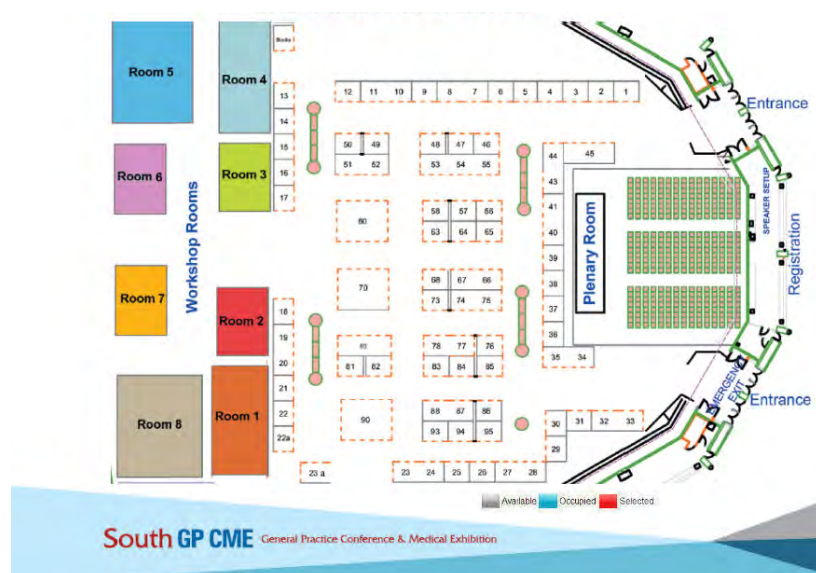 Room 5
Room 4
Room 6
Room 3
Workshop Rooms
Room 7
Room 2
Room 8
Room 1
13
14
15
16
17
18
19
20
21
22
22a
23 a
12 11 10 9 8 7 6 5 4 3 2 1
50 49
51 52
48 47 46
53 54 55
60
58 57 56
63 64 65
70
68 67 66
73 74 75
81 82
78 77 76
83 84 85
90
88 87 86
93 94 95
44 45
43
41
40
39
38
37
36
35 34
30 31 32 33
29
23 24 25 26 27 28
Plenary Room
Entrance
SPEAKER SETUP
Registration
EMERGENCY EXIT
Entrance
Available Occupied Selected
South GP CME General Practice Conference & Medical Exhibition